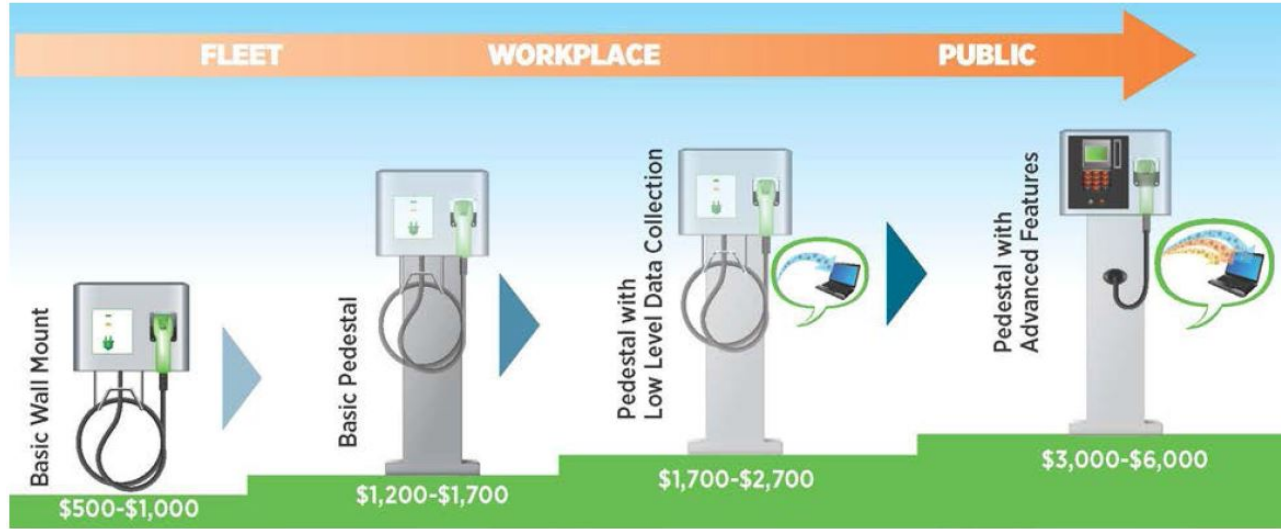 FLEET
WORKPLACE
PUBLIC
Basic Wall Mount
$500-$1,000
Basic Pedestal
$1,200-$1,700
Pedestal with
Low Level Data Collection
$1,700-$2,700
Pedestal with
Advanced Features
$3,000-$6,000